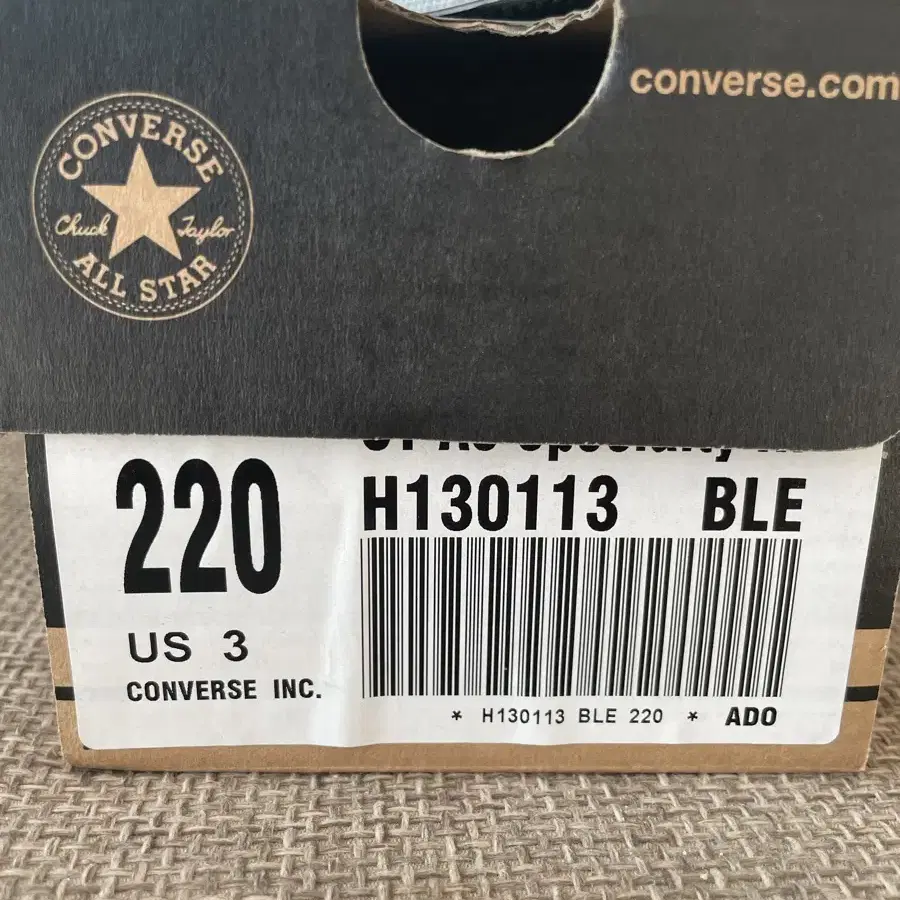 converse.com
CONVERSE
Chuck Taylor
ALL STAR
220
H130113 BLE
US 3
CONVERSE INC.
* H130113 BLE 220 * ADO